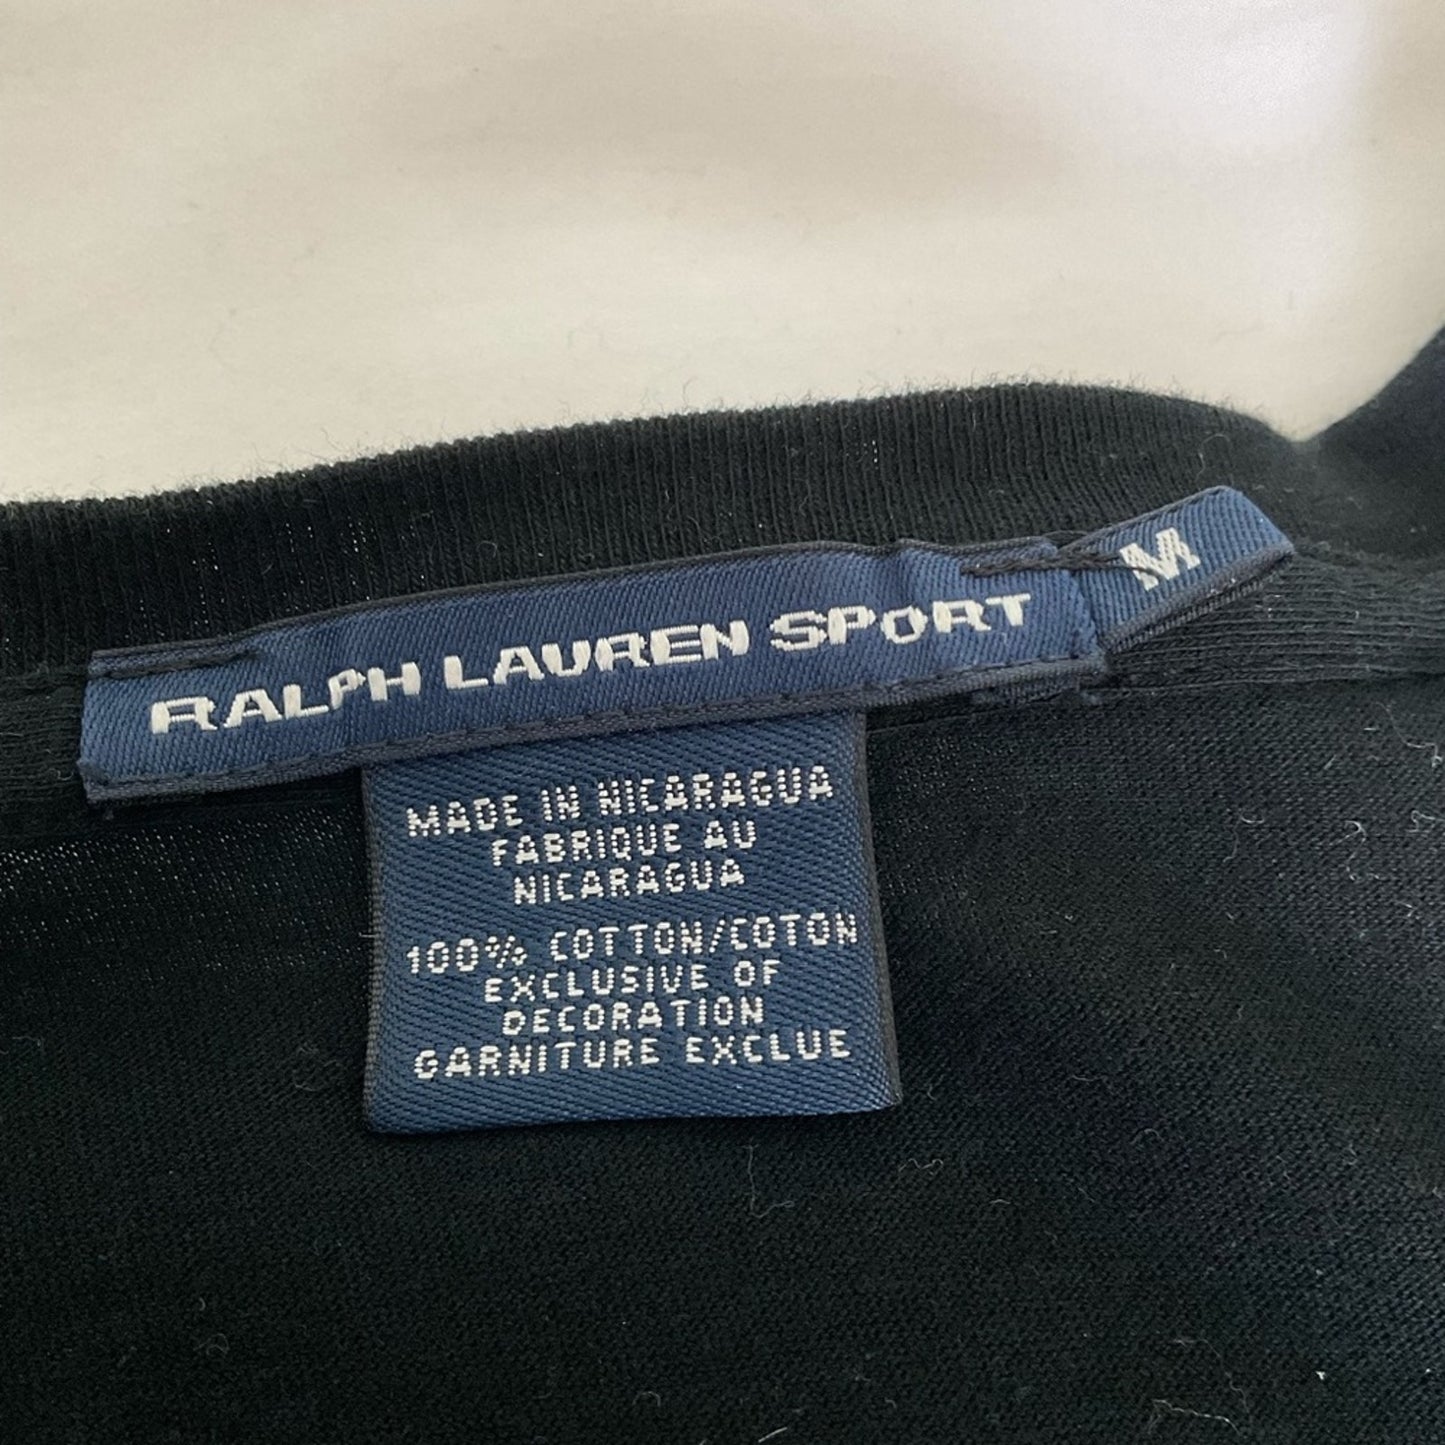 RALPH LAUREN SPORT
M
MADE IN NICARAGUA
FABRIQUE AU
NICARAGUA
100% COTTON/COTON
EXCLUSIVE OF
DECORATION
GARNITURE EXCLUE